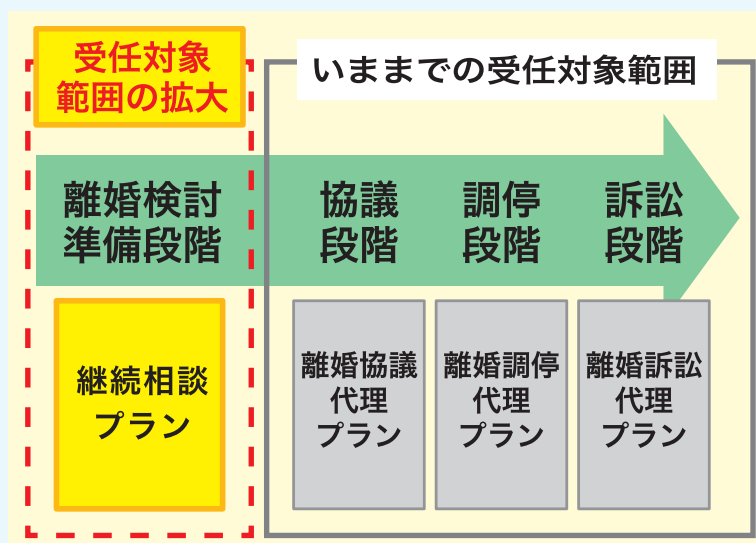 受任対象
範囲の拡大
いままでの受任対象範囲
離婚検討
準備段階
協議
段階
調停
段階
訴訟
段階
継続相談
プラン
離婚協議
代理
プラン
離婚調停
代理
プラン
離婚訴訟
代理
プラン